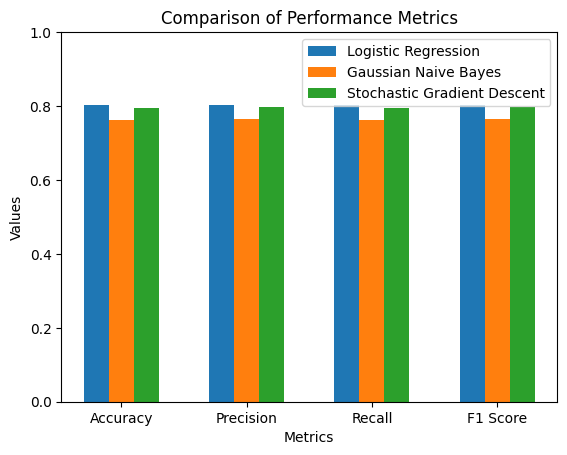 Comparison of Performance Metrics
Logistic Regression
Gaussian Naive Bayes
Stochastic Gradient Descent
1.0
0.8
0.6
0.4
0.2
0.0
Values
Accuracy Precision Recall F1 Score
Metrics